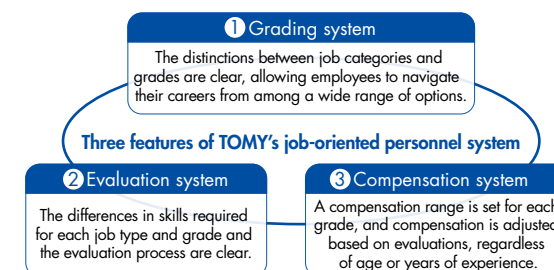 1 Grading system
The distinctions between job categories and
grades are clear, allowing employees to navigate
their careers from among a wide range of options.
Three features of TOMY's job-oriented personnel system
2 Evaluation system
The differences in skills required
for each job type and grade and
the evaluation process are clear.
3 Compensation system
A compensation range is set for each
grade, and compensation is adjusted
based on evaluations, regardless
of age or years of experience.